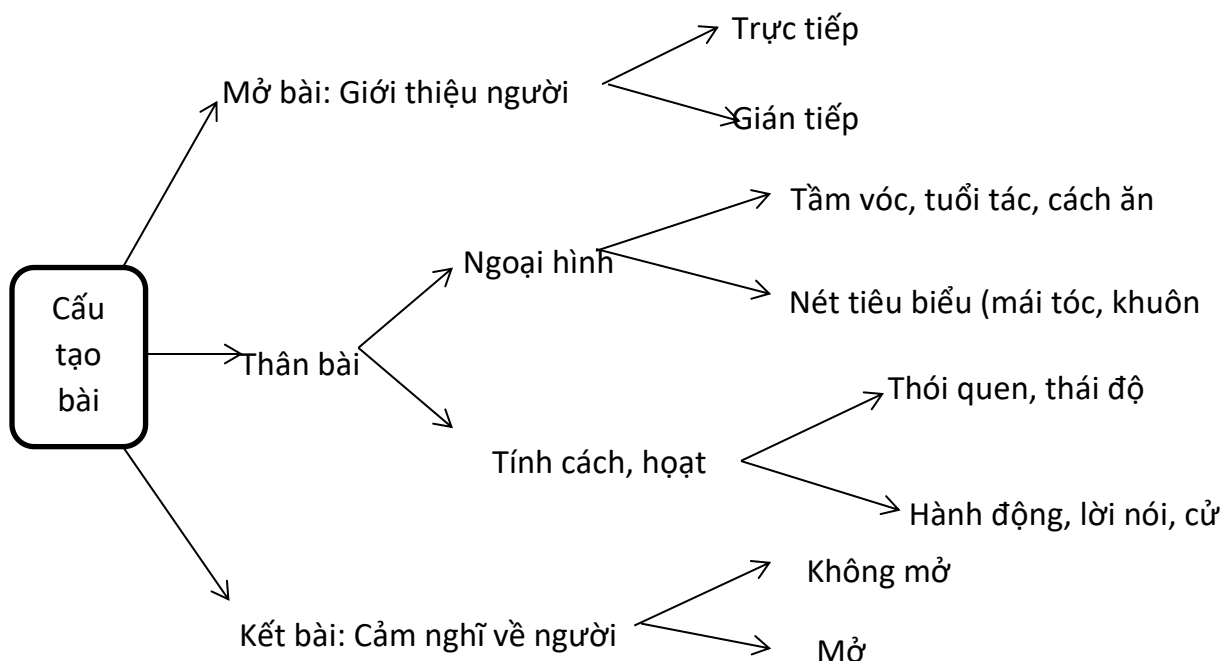 Trực tiếp
Mở bài: Giới thiệu người
Gián tiếp
Tầm vóc, tuổi tác, cách ăn
Ngoại hình
Nét tiêu biểu (mái tóc, khuôn
Cấu
tạo
bài
Thân bài
Thói quen, thái độ
Tính cách, hoạt
Hành động, lời nói, cử
Không mở
Kết bài: Cảm nghĩ về người
Mở